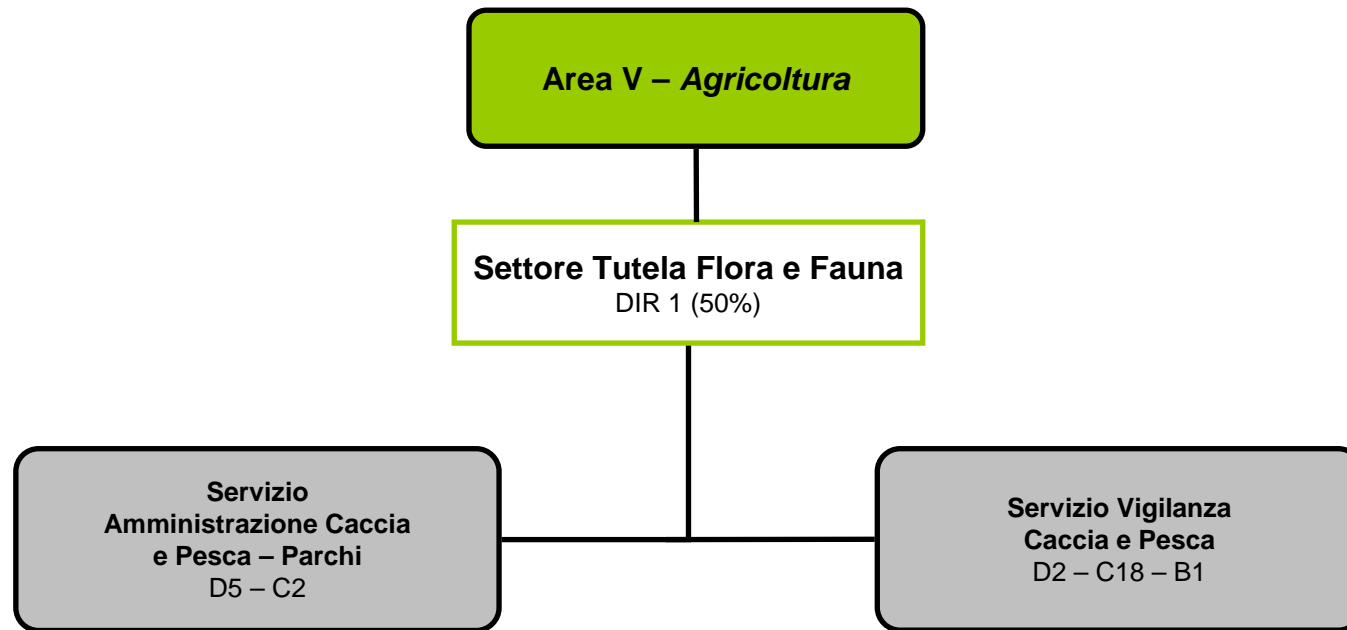 Area V – Agricoltura
Settore Tutela Flora e Fauna
DIR 1 (50%)
Servizio
Amministrazione Caccia
e Pesca – Parchi
D5 – C2
Servizio Vigilanza
Caccia e Pesca
D2 – C18 – B1